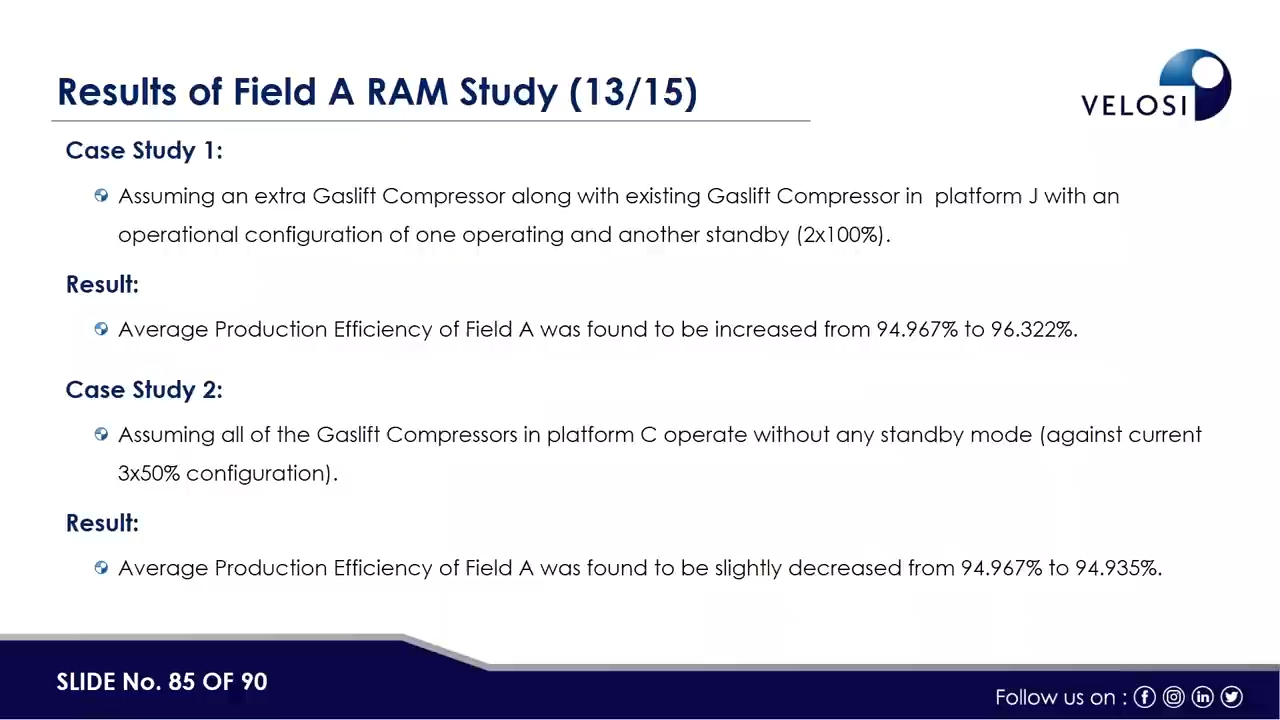 Results of Field A RAM Study (13/15)
VELOSI
Case Study 1:
Assuming an extra Gaslift Compressor along with existing Gaslift Compressor in  platform J with an
operational configuration of one operating and another standby (2x100%).
Result:
Average Production Efficiency of Field A was found to be increased from 94.967% to 96.322%.
Case Study 2:
Assuming all of the Gaslift Compressors in platform C operate without any standby mode (against current
3x50% configuration).
Result:
Average Production Efficiency of Field A was found to be slightly decreased from 94.967% to 94.935%.
SLIDE No. 85 OF 90
Follow us on :